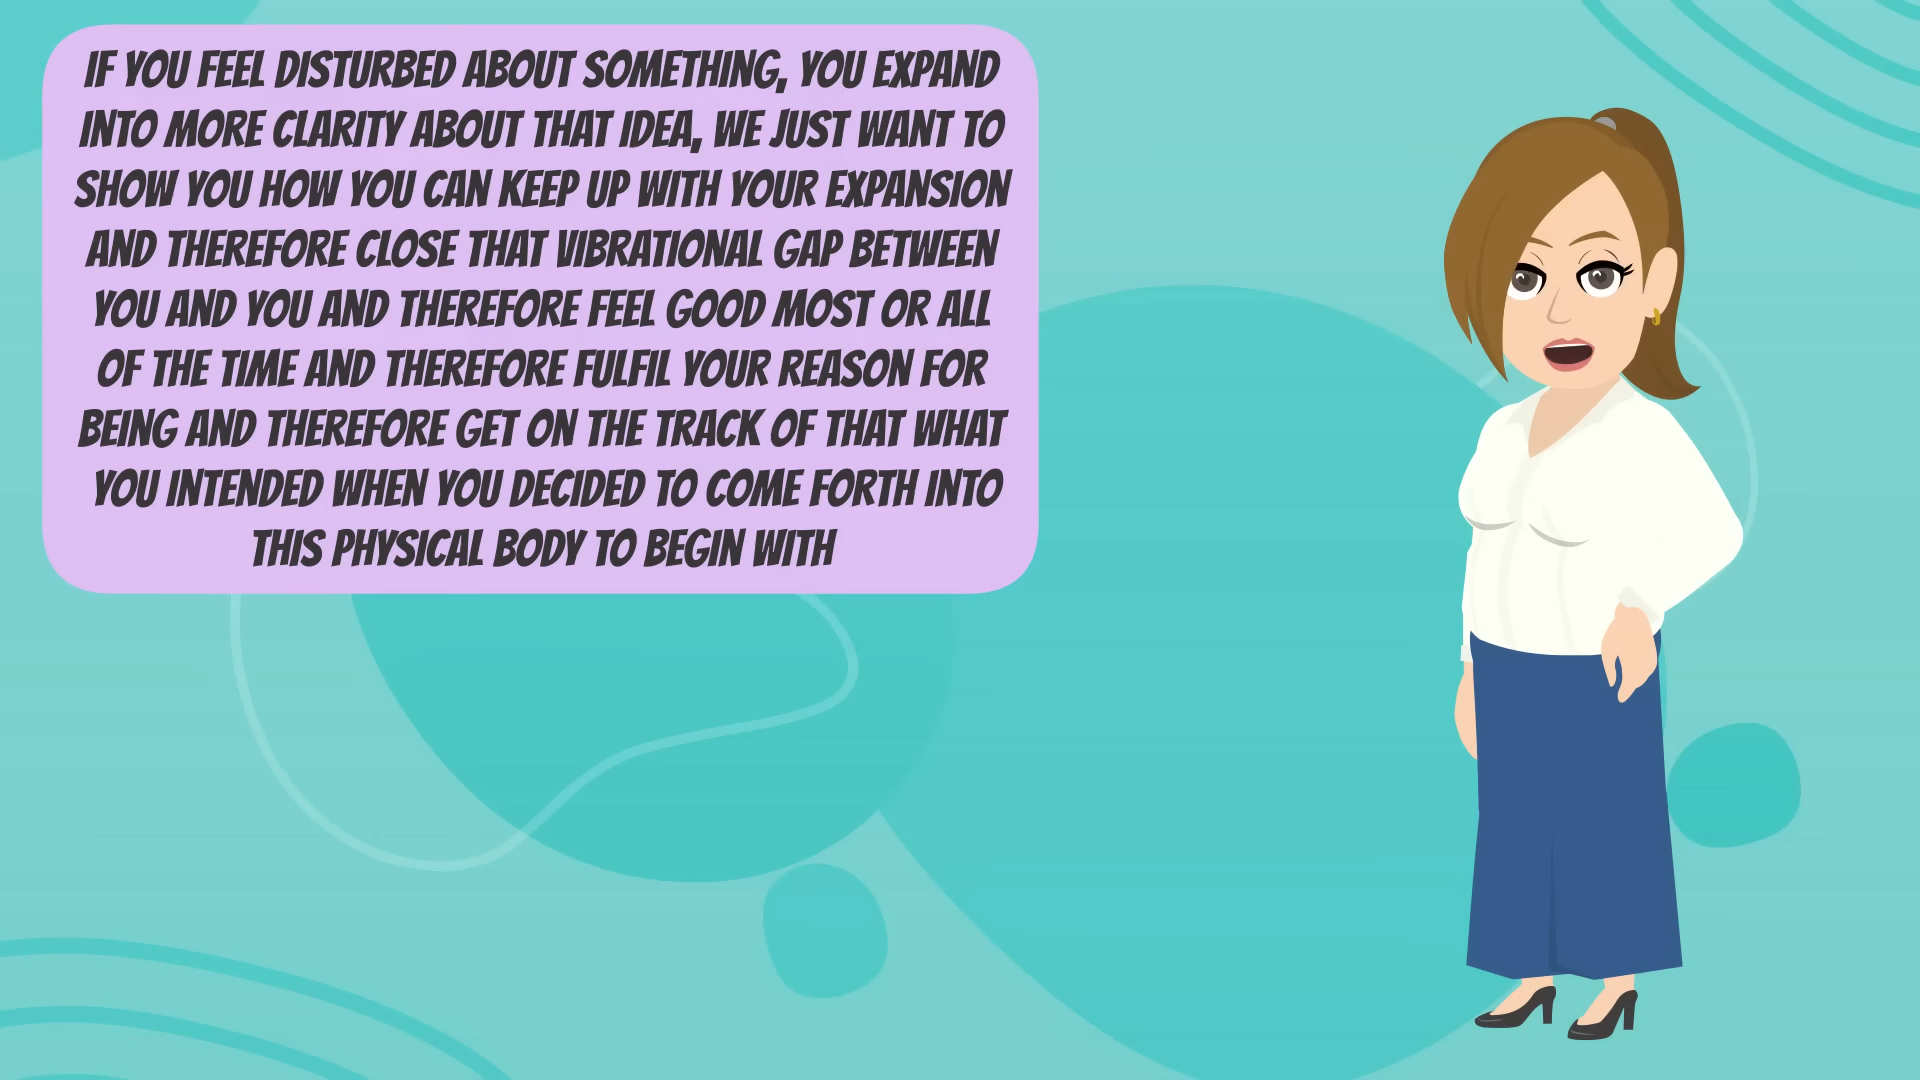 IF YOU FEEL DISTURBED ABOUT SOMETHING, YOU EXPAND
INTO MORE CLARITY ABOUT THAT IDEA, WE JUST WANT TO
SHOW YOU HOW YOU CAN KEEP UP WITH YOUR EXPANSION
AND THEREFORE CLOSE THAT VIBRATIONAL GAP BETWEEN
YOU AND YOU AND THEREFORE FEEL GOOD MOST OR ALL
OF THE TIME AND THEREFORE FULFIL YOUR REASON FOR
BEING AND THEREFORE GET ON THE TRACK OF THAT WHAT
YOU INTENDED WHEN YOU DECIDED TO COME FORTH INTO
THIS PHYSICAL BODY TO BEGIN WITH